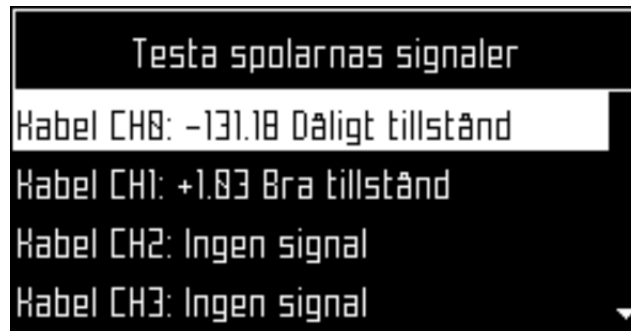 Testa spolarnas signaler
Kabel CH0: -131.18 Dåligt tillstånd
Kabel CH1: +1.03 Bra tillstånd
Kabel CH2: Ingen signal
Kabel CH3: Ingen signal